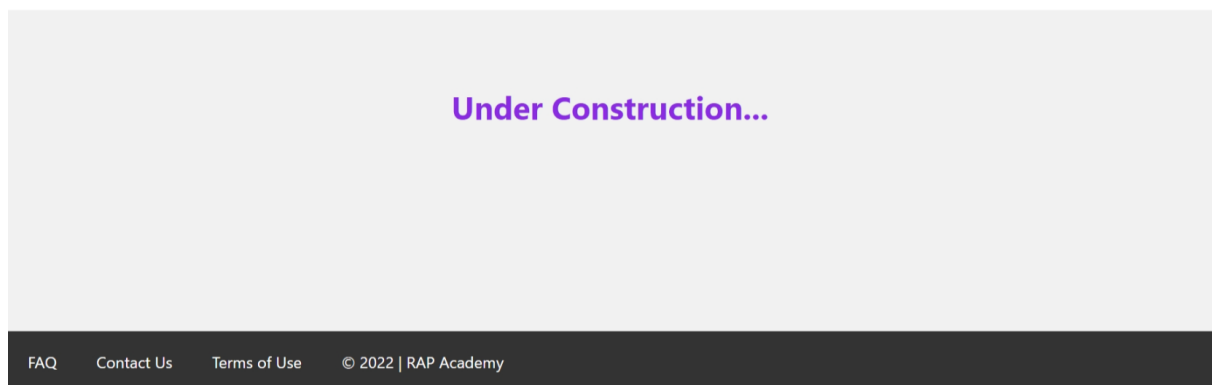 Under Construction...
FAQ Contact Us Terms of Use © 2022 | RAP Academy